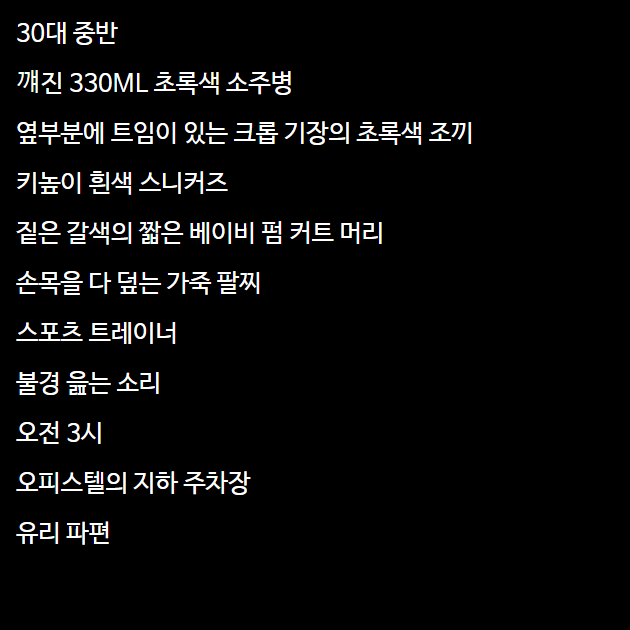 30대 중반
꺠진 330ML 초록색 소주병
옆부분에 트임이 있는 크롭 기장의 초록색 조끼
키높이 흰색 스니커즈
짙은 갈색의 짧은 베이비 펌 커트 머리
손목을 다 덮는 가죽 팔찌
스포츠 트레이너
불경 읊는 소리
오전 3시
오피스텔의 지하 주차장
유리 파편